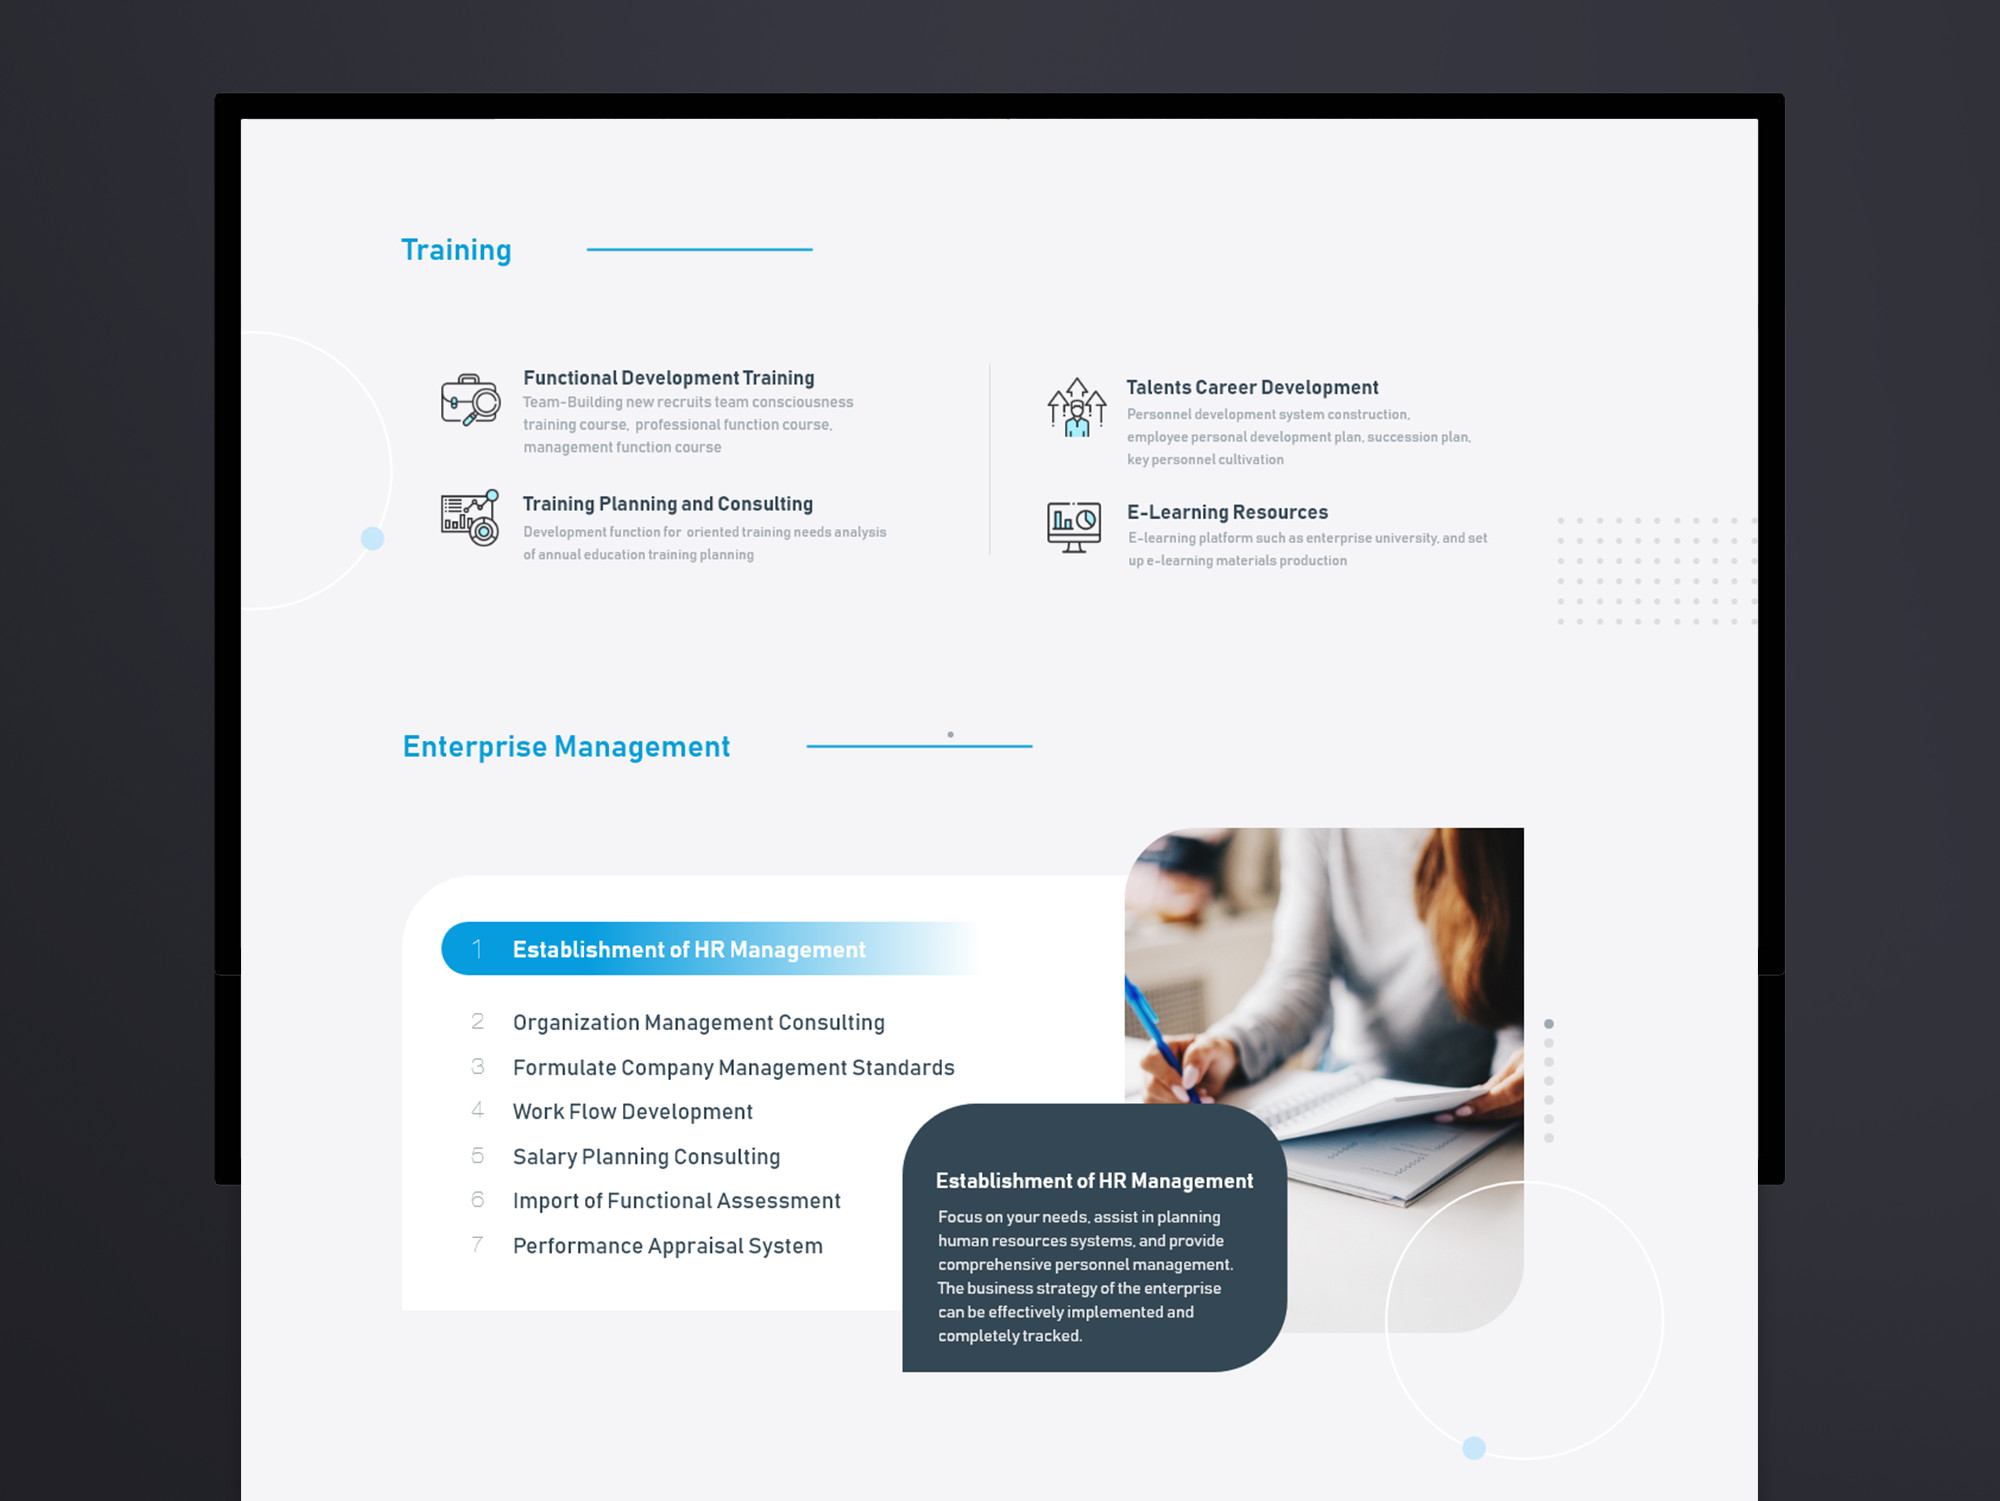 Training
Functional Development Training
Team-Building new recruits team consciousness
training course, professional function course,
management function course
Training Planning and Consulting
Development function for oriented training needs analysis
of annual education training planning
Talents Career Development
Personnel development system construction,
employee personal development plan, succession plan,
key personnel cultivation
E-Learning Resources
E-learning platform such as enterprise university, and set
up e-learning materials production
Enterprise Management
1 Establishment of HR Management
2 Organization Management Consulting
3 Formulate Company Management Standards
4 Work Flow Development
5 Salary Planning Consulting
6 Import of Functional Assessment
7 Performance Appraisal System
Establishment of HR Management
Focus on your needs, assist in planning
human resources systems, and provide
comprehensive personnel management.
The business strategy of the enterprise
can be effectively implemented and
completely tracked.